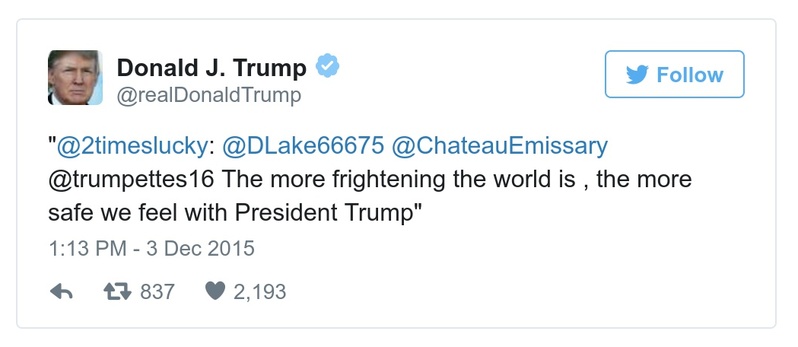 Donald J. Trump
@realDonaldTrump
Follow
"@2timeslucky: @DLake66675 @ChateauEmissary
@trumpettes16 The more frightening the world is , the more
safe we feel with President Trump"
1:13 PM - 3 Dec 2015
837 2,193